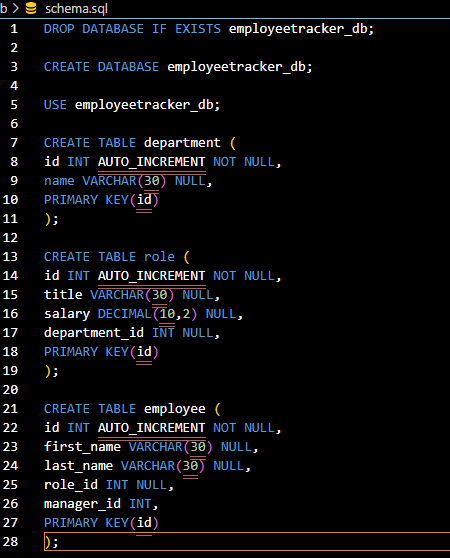 b > schema.sql
1 DROP DATABASE IF EXISTS employeetracker_db;
2
3 CREATE DATABASE employeetracker_db;
4
5 USE employeetracker_db;
6
7 CREATE TABLE department (
8 id INT AUTO_INCREMENT NOT NULL,
9 name VARCHAR(30) NULL,
10 PRIMARY KEY(id)
11 );
12
13 CREATE TABLE role (
14 id INT AUTO_INCREMENT NOT NULL,
15 title VARCHAR(30) NULL,
16 salary DECIMAL(10,2) NULL,
17 department_id INT NULL,
18 PRIMARY KEY(id)
19 );
20
21 CREATE TABLE employee (
22 id INT AUTO_INCREMENT NOT NULL,
23 first_name VARCHAR(30) NULL,
24 last_name VARCHAR(30) NULL,
25 role_id INT NULL,
26 manager_id INT,
27 PRIMARY KEY(id)
28 );